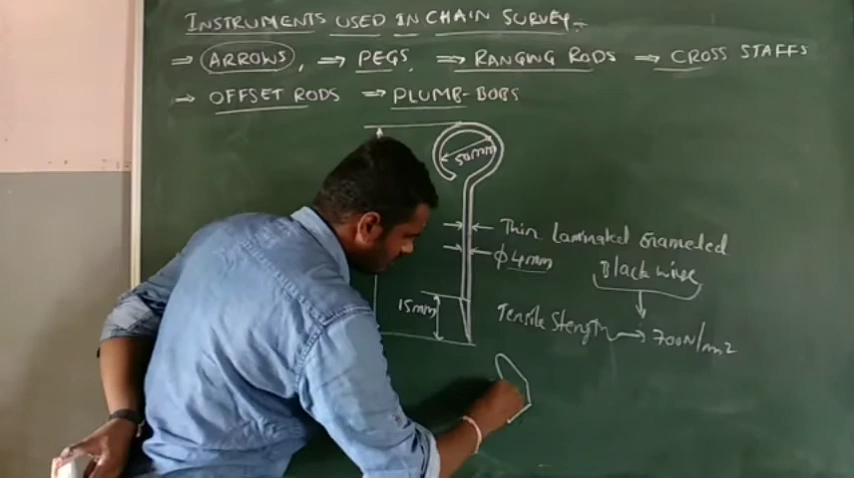 INSTRUMENTS USED IN CHAIN SURVEY:-
⇒ ARROWS, ⇒ PEGS, ⇒ RANGING RODS ⇒ CROSS STAFFS
→ OFFSET RODS ⇒ PLUMB-BOBS
50mm
Thin Laminated Enameled
ϕ4mm Black wire
15mm
Tensile Stength → 700N/mm2